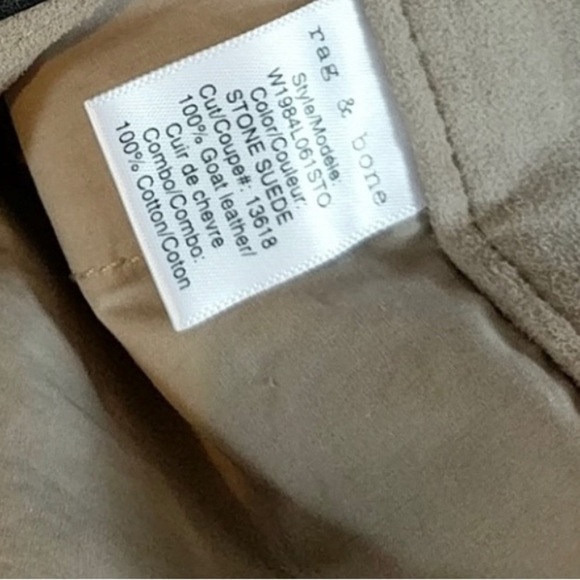 rag & bone
Style/Modèle:
W1984L061STO
Color/Couleur:
STONE SUEDE
Cut/Coupe#: 13618
100% Goat leather/
Cuir de chevre
Combo/Combo:
100% Cotton/Coton